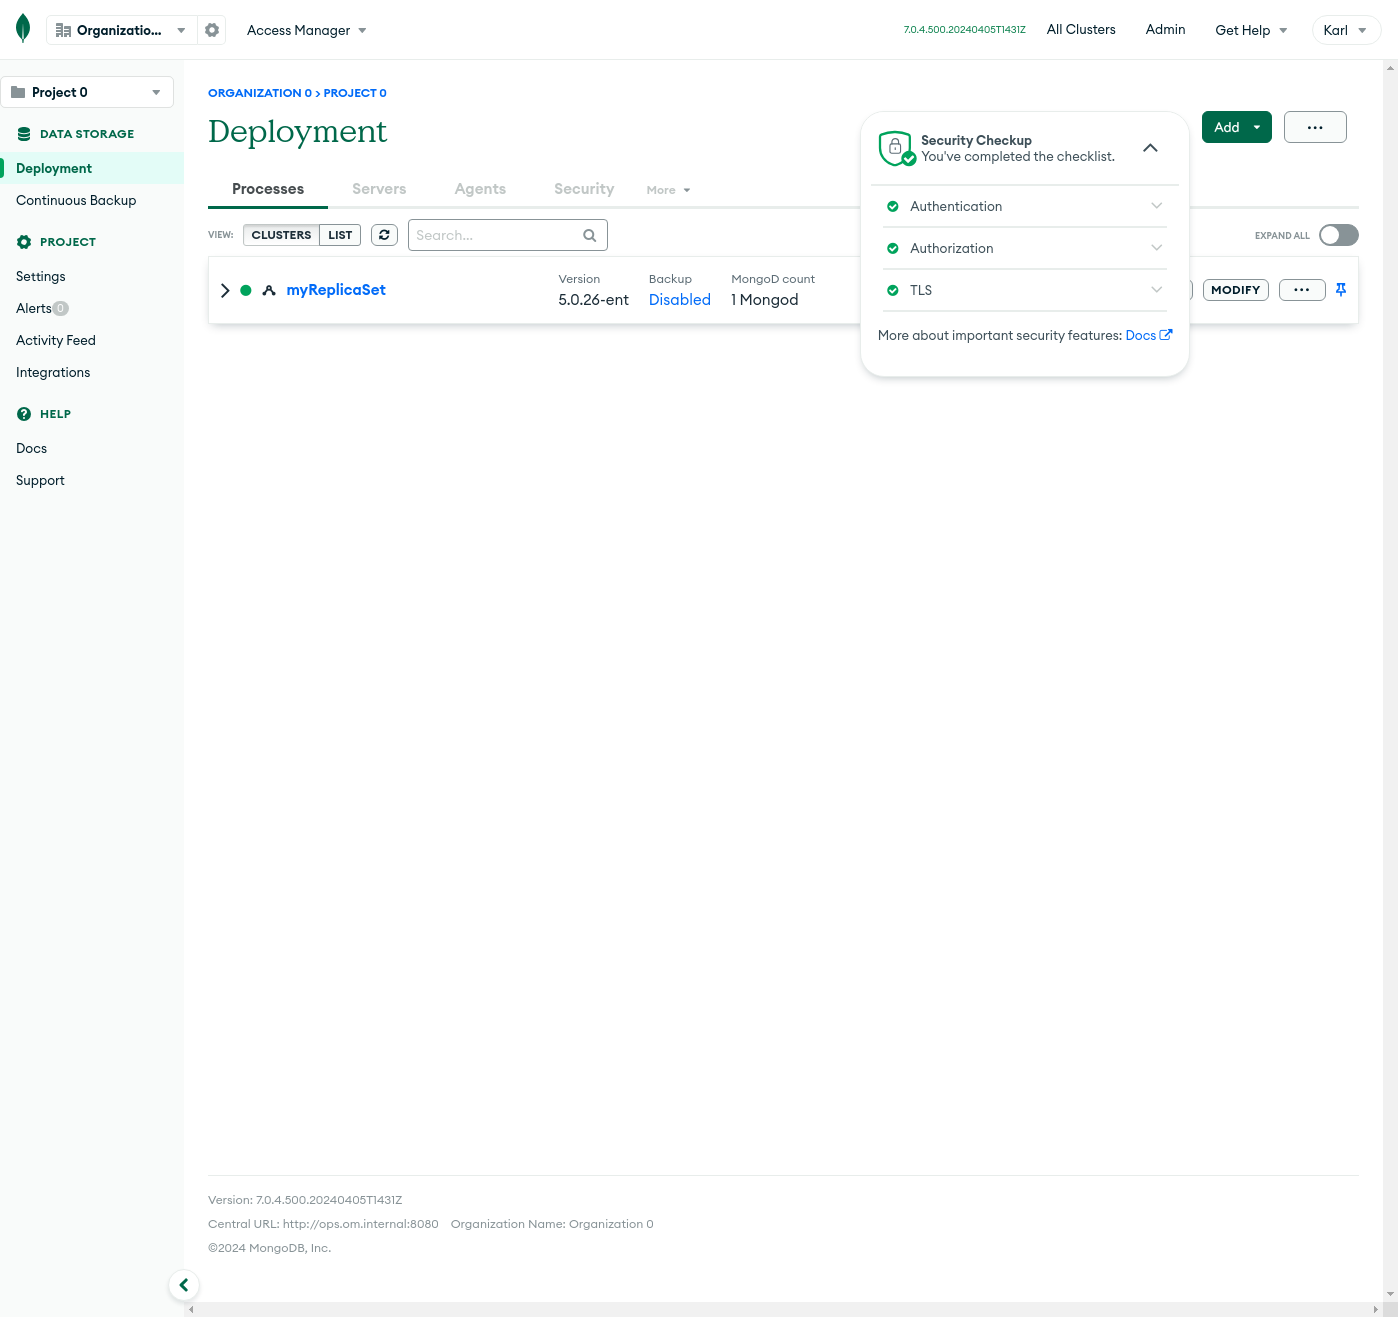 Organizatio...
Access Manager
7.0.4.500.20240405T1431Z
All Clusters
Admin
Get Help
Karl
Project 0
DATA STORAGE
Deployment
Continuous Backup
PROJECT
Settings
Alerts 0
Activity Feed
Integrations
HELP
Docs
Support
ORGANIZATION 0 > PROJECT 0
Deployment
Add
Processes
Servers
Agents
Security
More
VIEW:
CLUSTERS
LIST
Search...
EXPAND ALL
myReplicaSet
Version
5.0.26-ent
Backup
Disabled
MongoD count
1 Mongod
MODIFY
Security Checkup
You've completed the checklist.
Authentication
Authorization
TLS
More about important security features: Docs
Version: 7.0.4.500.20240405T1431Z
Central URL: http://ops.om.internal:8080 Organization Name: Organization 0
©2024 MongoDB, Inc.